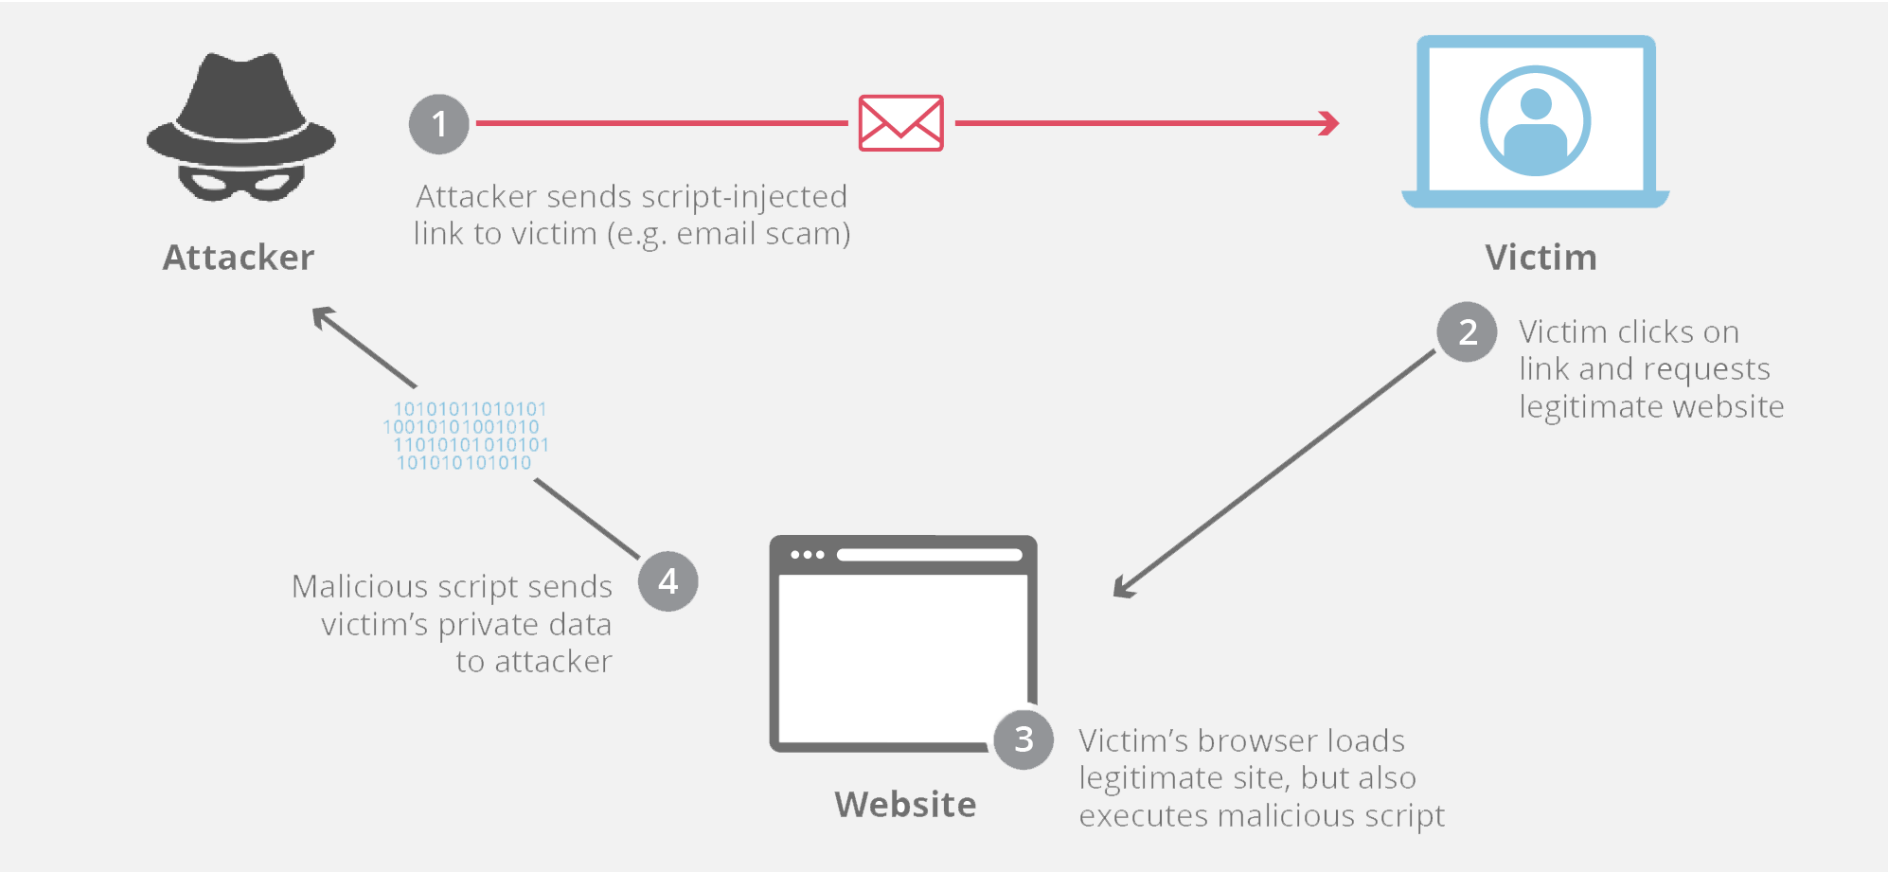 1
Attacker sends script-injected
link to victim (e.g. email scam)
Attacker
Victim
2
Victim clicks on
link and requests
legitimate website
10101011010101
10010101001010
11010101010101
101010101010
4
Malicious script sends
victim’s private data
to attacker
3
Victim’s browser loads
legitimate site, but also
executes malicious script
Website